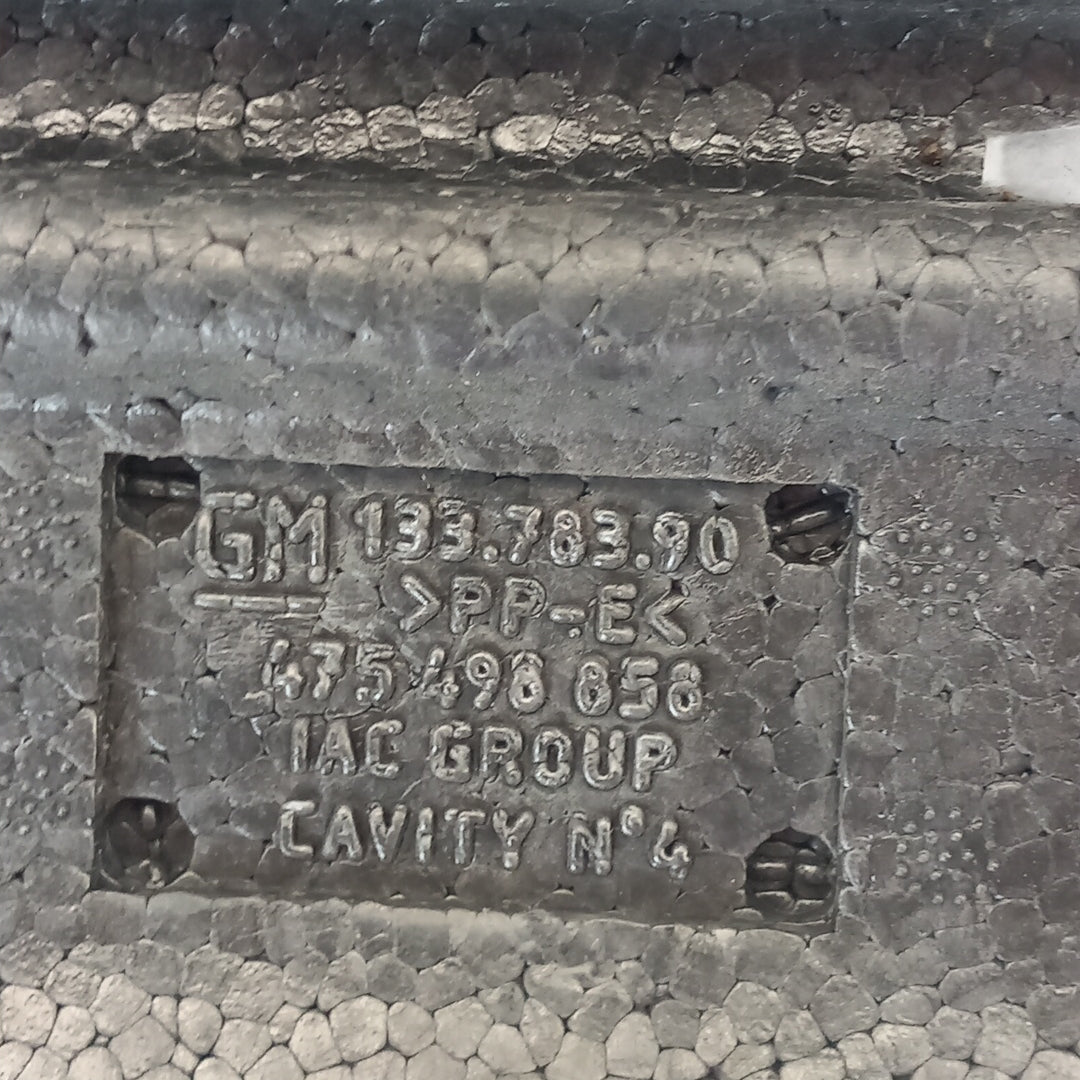 GM 133.783.90
>PP-E<
475 498 858
IAC GROUP
CAVITY N°4